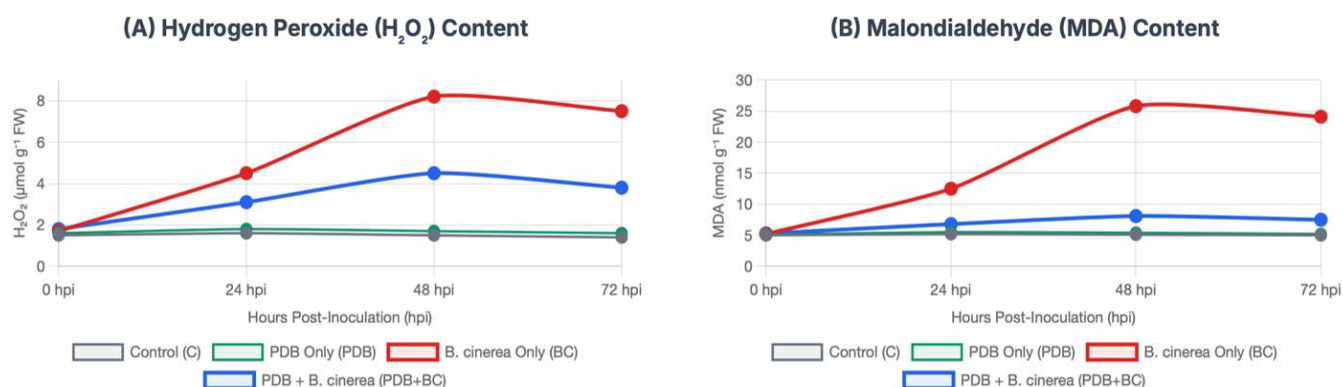 (A) Hydrogen Peroxide (H₂O₂) Content
H₂O₂ (μmol g⁻¹ FW)
8
6
4
2
0
0 hpi 24 hpi 48 hpi 72 hpi
Hours Post-Inoculation (hpi)
Control (C) PDB Only (PDB) B. cinerea Only (BC)
PDB + B. cinerea (PDB+BC)
(B) Malondialdehyde (MDA) Content
MDA (nmol g⁻¹ FW)
30
25
20
15
10
5
0
0 hpi 24 hpi 48 hpi 72 hpi
Hours Post-Inoculation (hpi)
Control (C) PDB Only (PDB) B. cinerea Only (BC)
PDB + B. cinerea (PDB+BC)